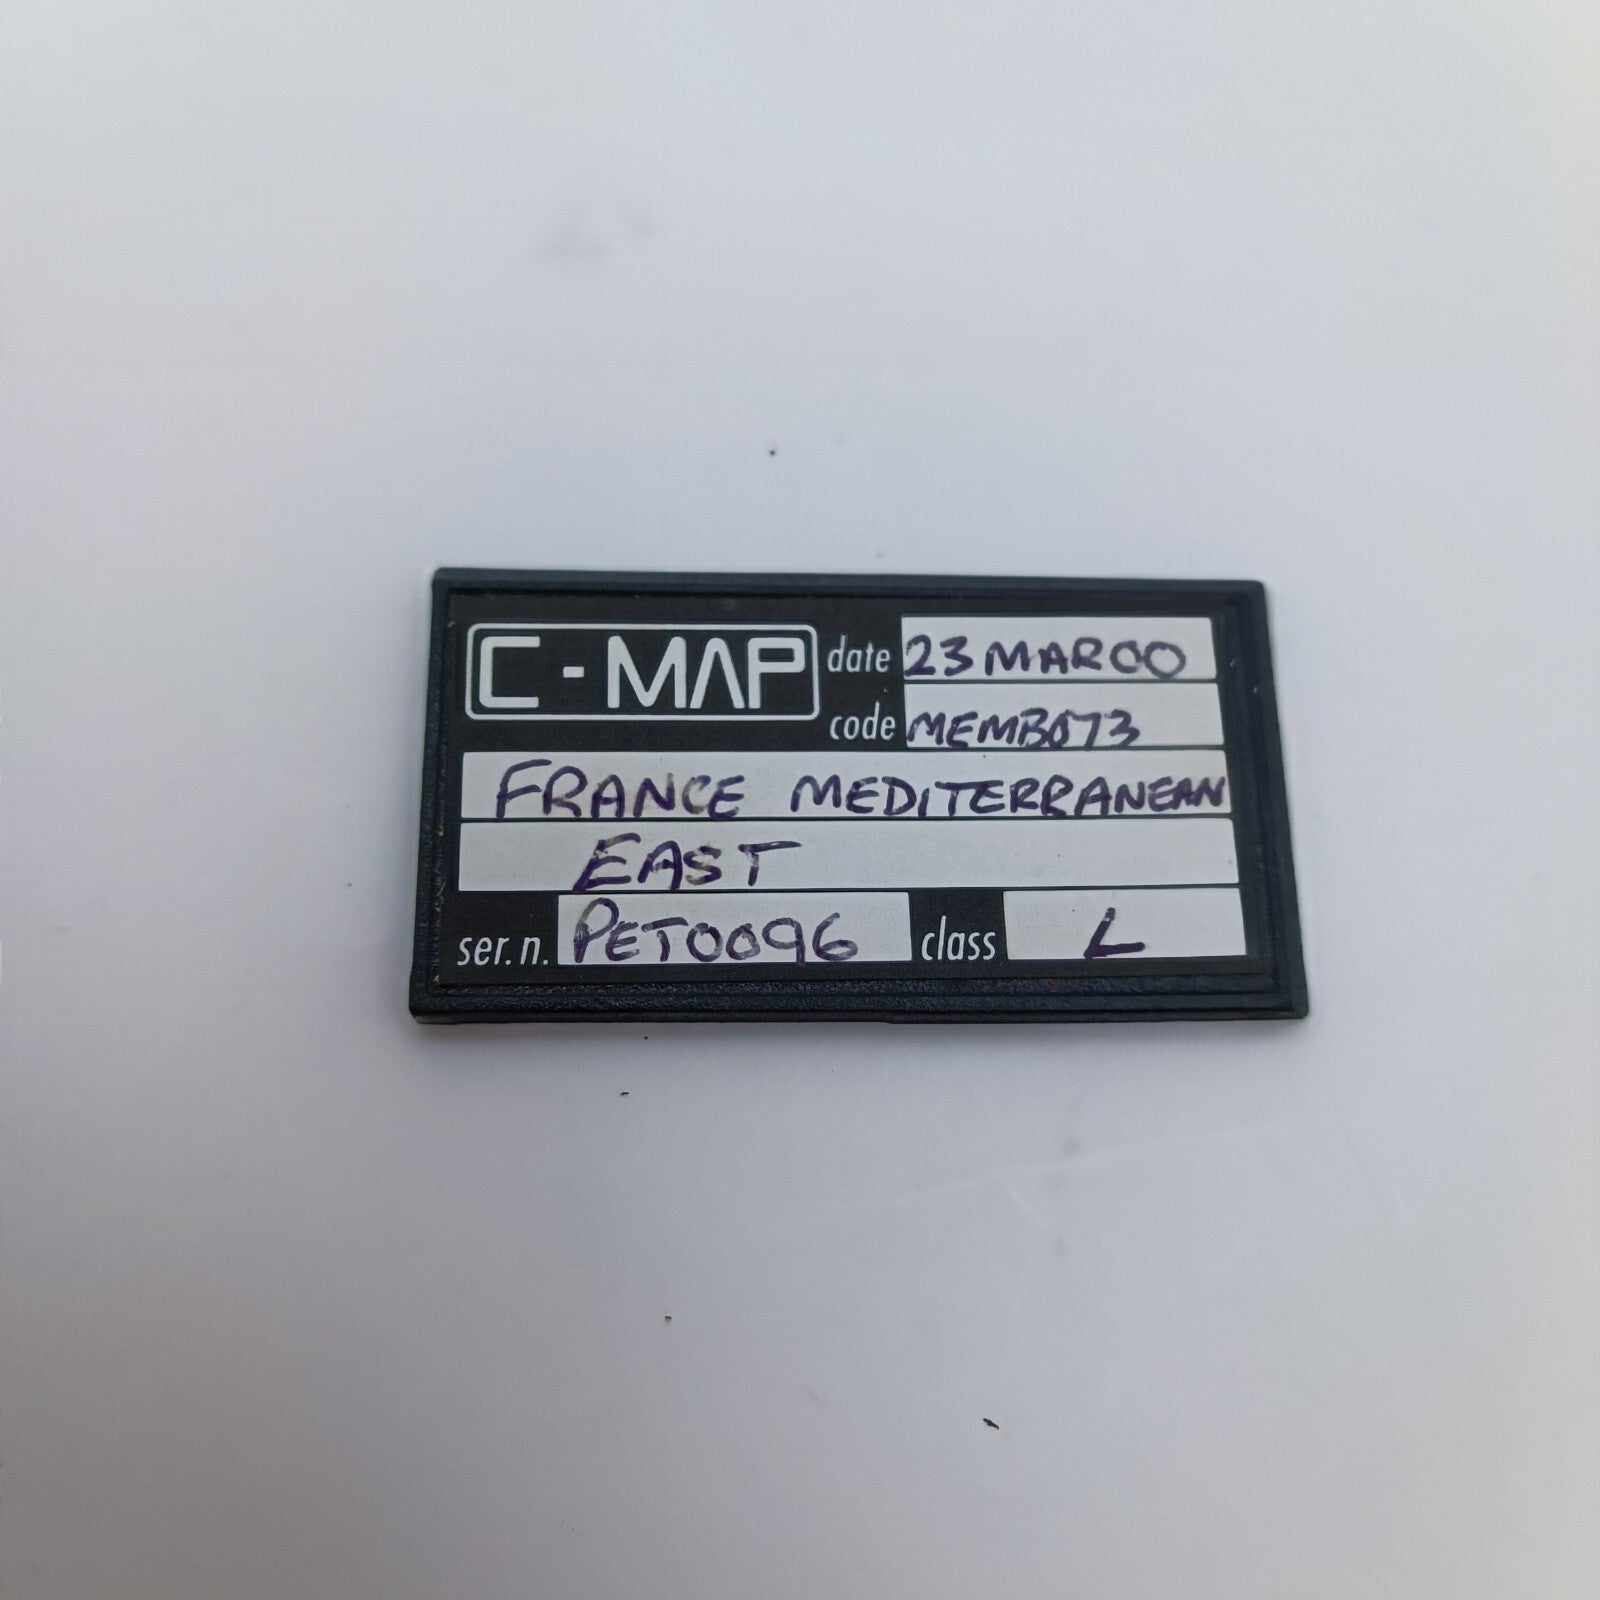 C-MAP date 23MAR00
code MEMB073
FRANCE MEDITERRANEAN
EAST
ser.n. PET0096 class L